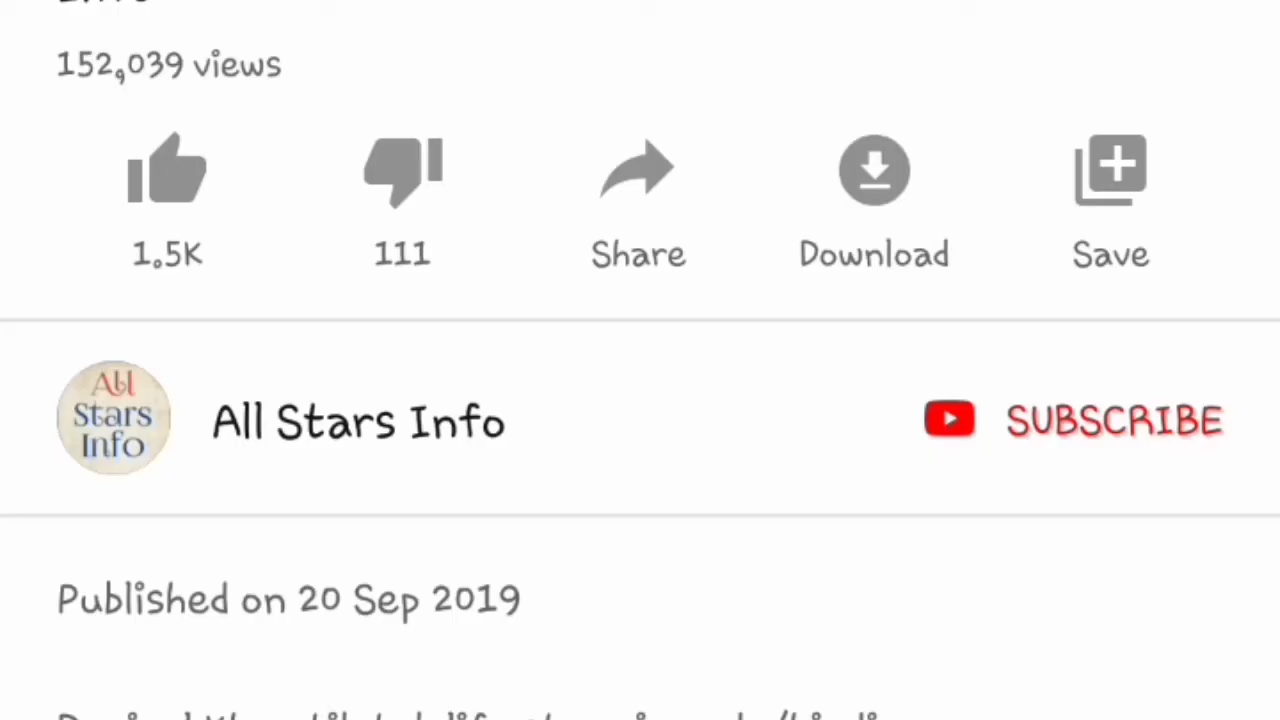 152,039 views
1.5K 111 Share Download Save
All
Stars
Info
All Stars Info SUBSCRIBE
Published on 20 Sep 2019